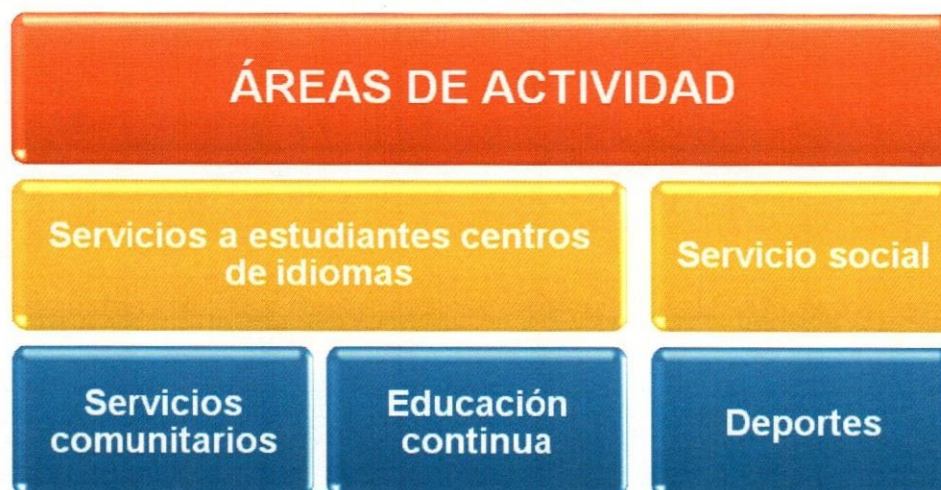 ÁREAS DE ACTIVIDAD
Servicios a estudiantes centros
de idiomas
Servicio social
Servicios
comunitarios
Educación
continua
Deportes